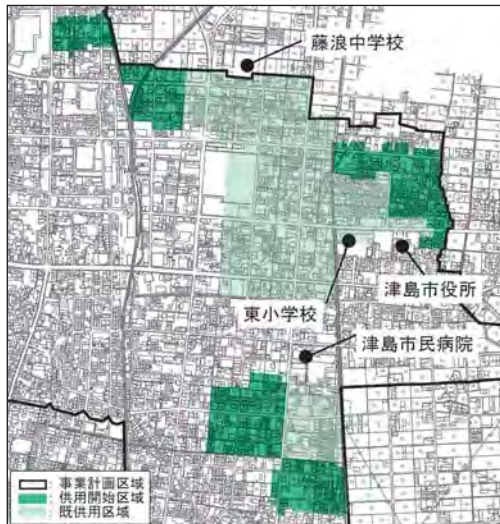 藤浪中学校
津島市役所
東小学校
津島市民病院
事業計画区域
供用開始区域
既供用区域